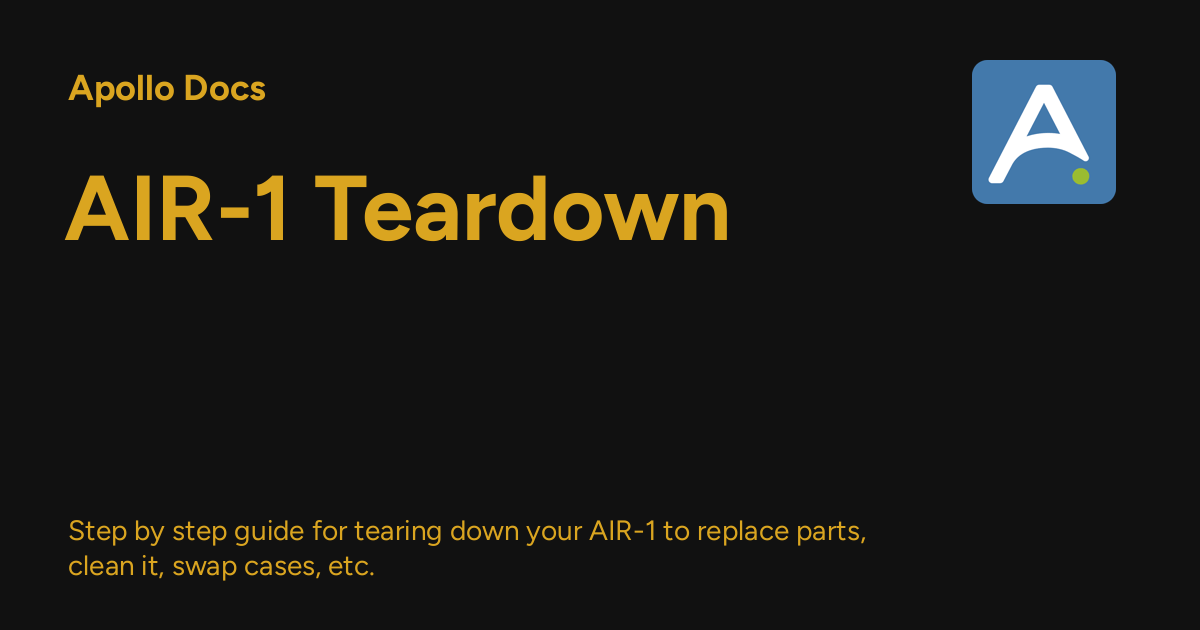 Apollo Docs
AIR-1 Teardown
Step by step guide for tearing down your AIR-1 to replace parts,
clean it, swap cases, etc.